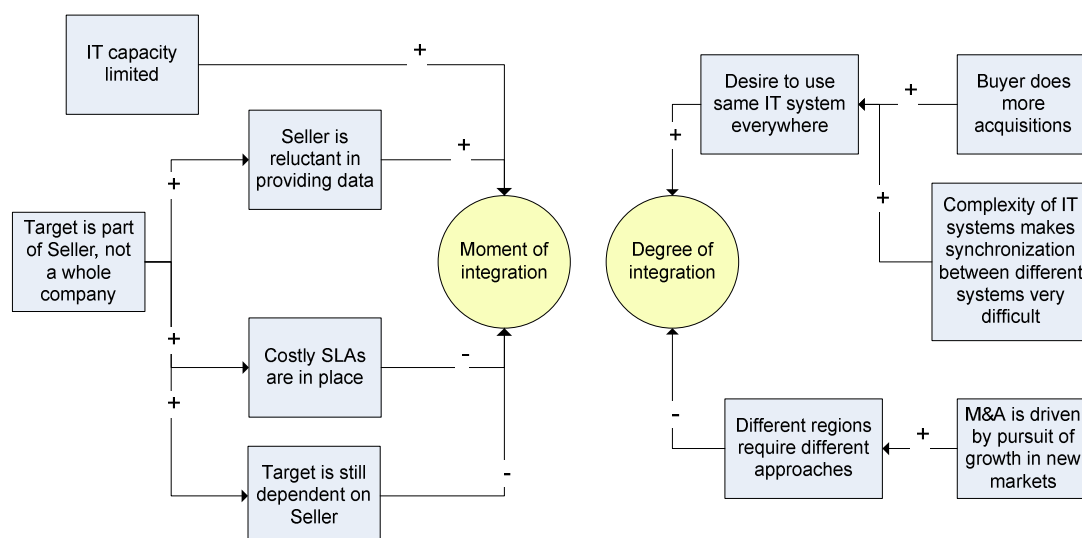 IT capacity
limited
+
Seller is
reluctant in
providing data
+
+
Target is part
of Seller, not
a whole
company
+
Costly SLAs
are in place
-
+
Target is still
dependent on
Seller
-
Moment of
integration
Degree of
integration
Desire to use
same IT system
everywhere
+
+
Buyer does
more
acquisitions
+
Complexity of IT
systems makes
synchronization
between different
systems very
difficult
-
Different regions
require different
approaches
+
M&A is driven
by pursuit of
growth in new
markets